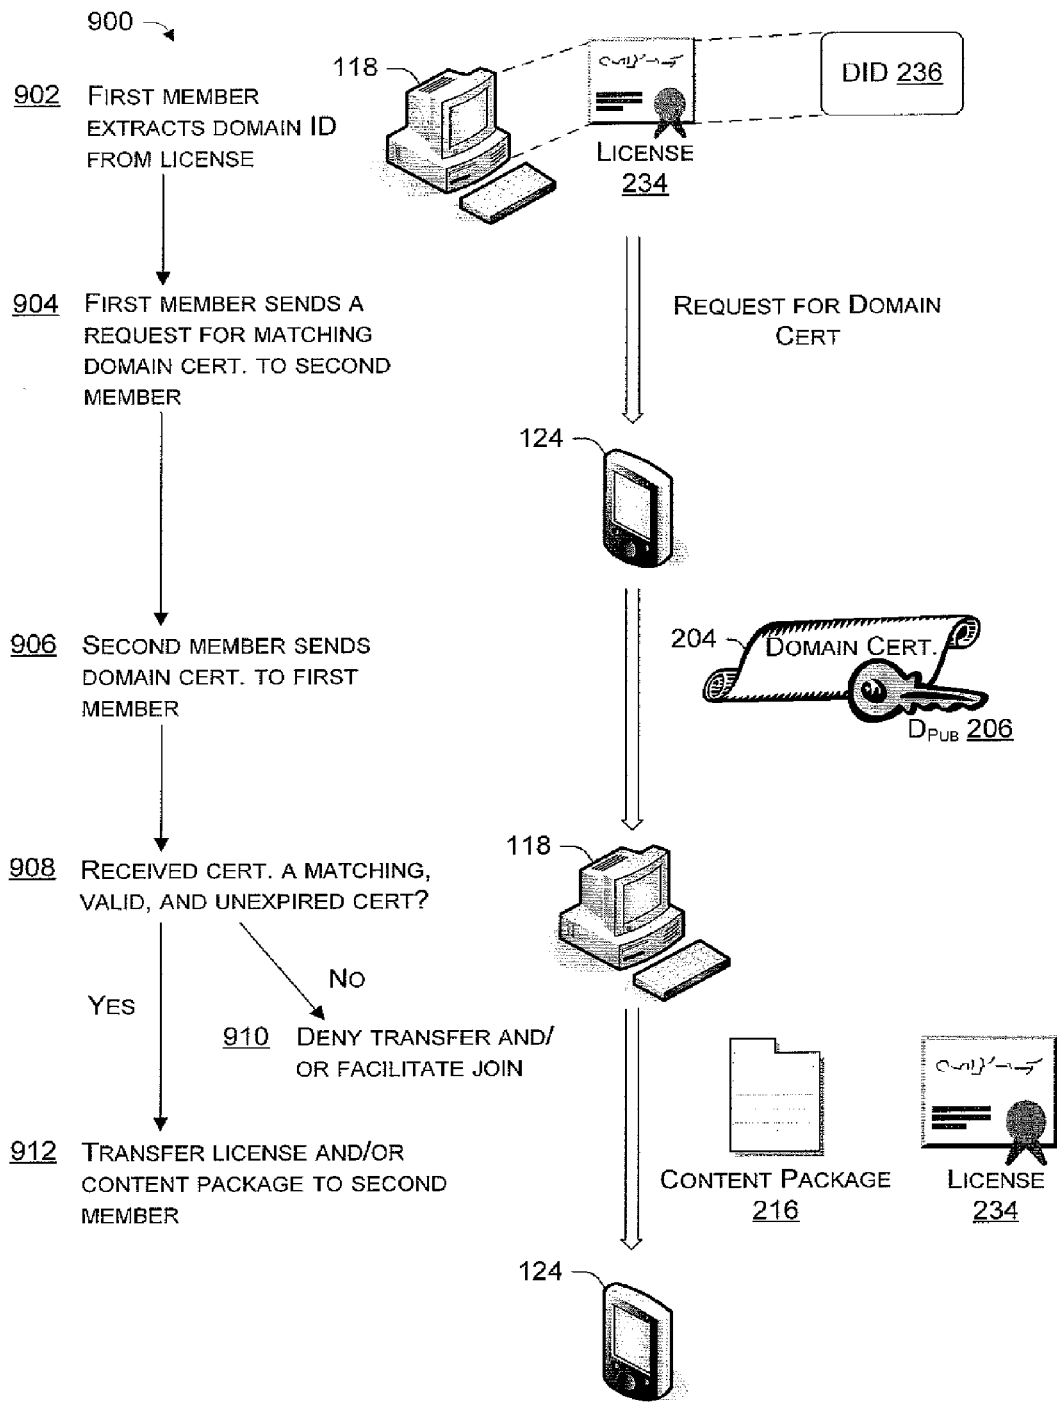 900
902 FIRST MEMBER
EXTRACTS DOMAIN ID
FROM LICENSE
118
LICENSE
234
DID 236
904 FIRST MEMBER SENDS A
REQUEST FOR MATCHING
DOMAIN CERT. TO SECOND
MEMBER
REQUEST FOR DOMAIN
CERT
124
906 SECOND MEMBER SENDS
DOMAIN CERT. TO FIRST
MEMBER
204
DOMAIN CERT.
DPUB 206
908 RECEIVED CERT. A MATCHING,
VALID, AND UNEXPIRED CERT?
118
NO
YES
910 DENY TRANSFER AND/
OR FACILITATE JOIN
912 TRANSFER LICENSE AND/OR
CONTENT PACKAGE TO SECOND
MEMBER
CONTENT PACKAGE
216
LICENSE
234
124